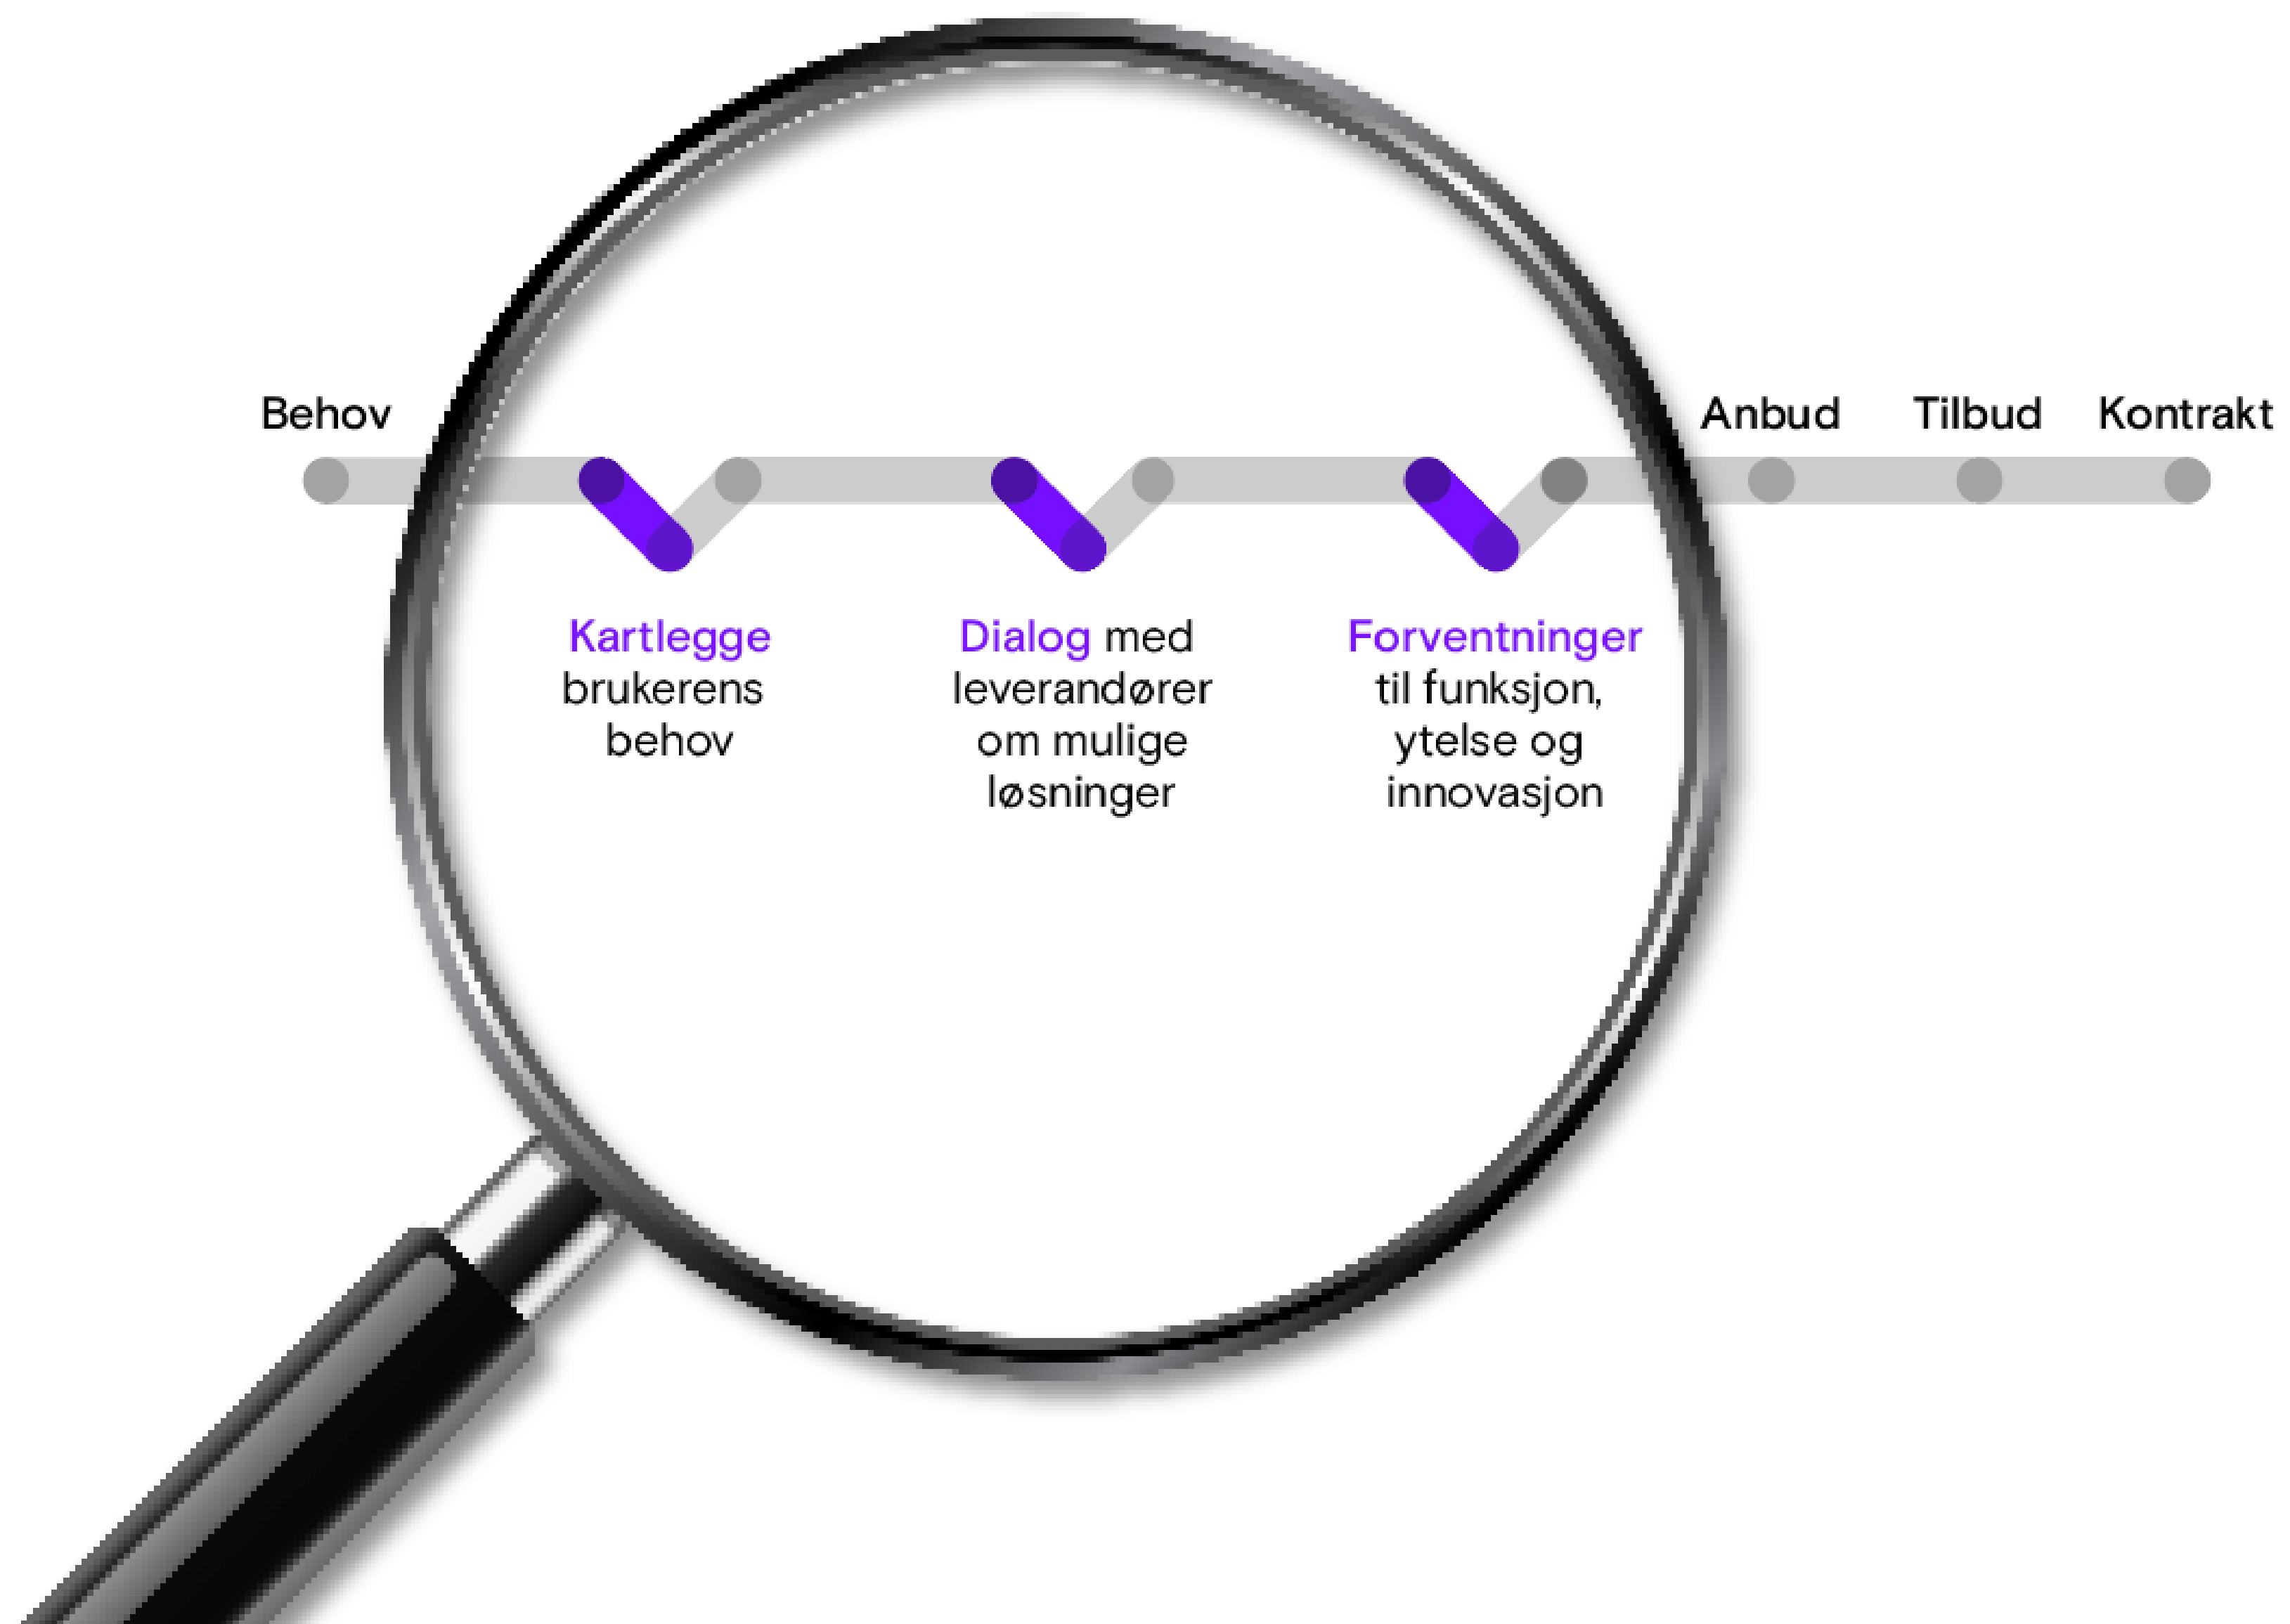 Behov
Anbud
Tilbud
Kontrakt
Kartlegge
brukerens
behov
Dialog med
leverandører
om mulige
løsninger
Forventninger
til funksjon,
ytelse og
innovasjon